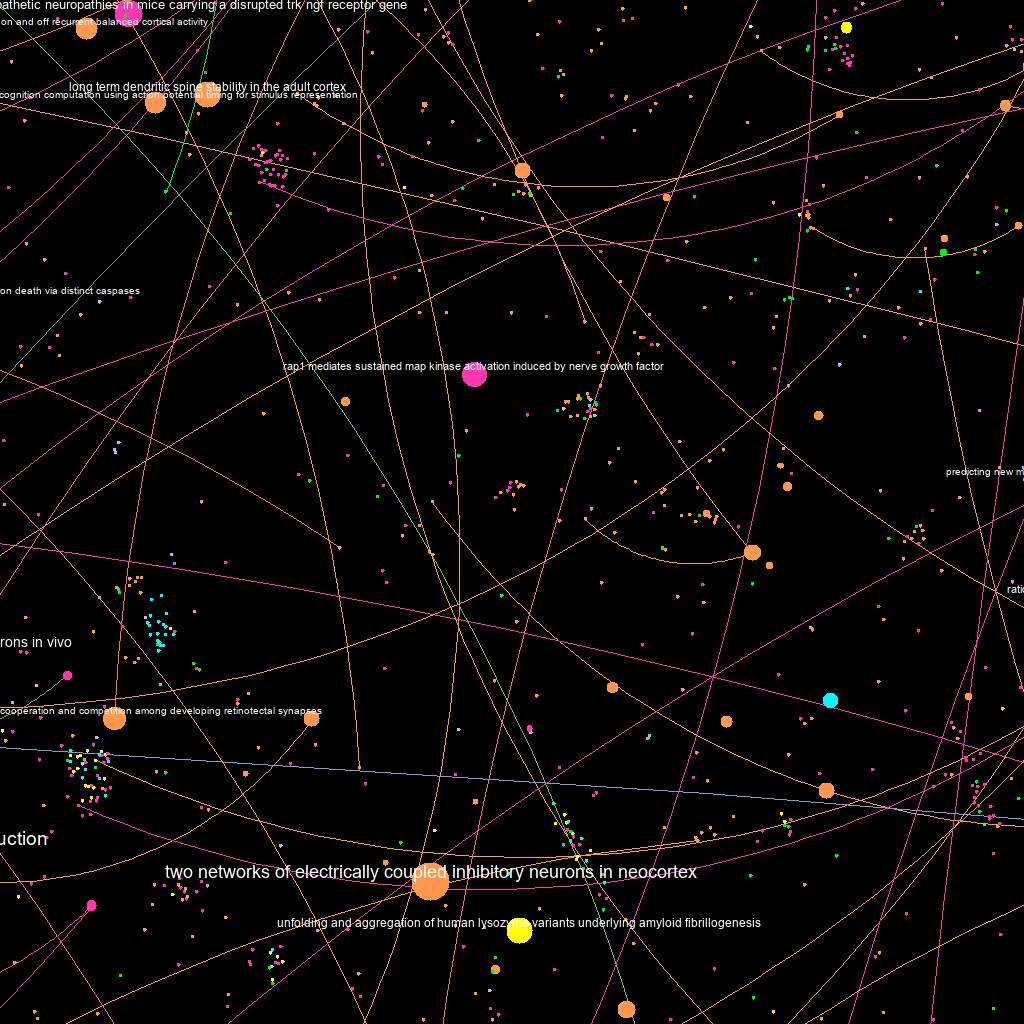 pathetic neuropathies in mice carrying a disrupted trk ngf receptor gene
on and off recurrent balanced cortical activity
long term dendritic spine stability in the adult cortex
cognition computation using action potential timing for stimulus representation
on death via distinct caspases
rap1 mediates sustained map kinase activation induced by nerve growth factor
predicting new m
ratio
rons in vivo
cooperation and competition among developing retinotectal synapses
uction
two networks of electrically coupled inhibitory neurons in neocortex
unfolding and aggregation of human lysozyme variants underlying amyloid fibrillogenesis